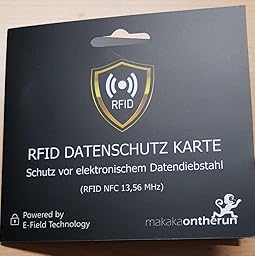 RFID
RFID DATENSCHUTZ KARTE
Schutz vor elektronischem Datendiebstahl
(RFID NFC 13,56 MHz)
Powered by
E-Field Technology
makakaontherun